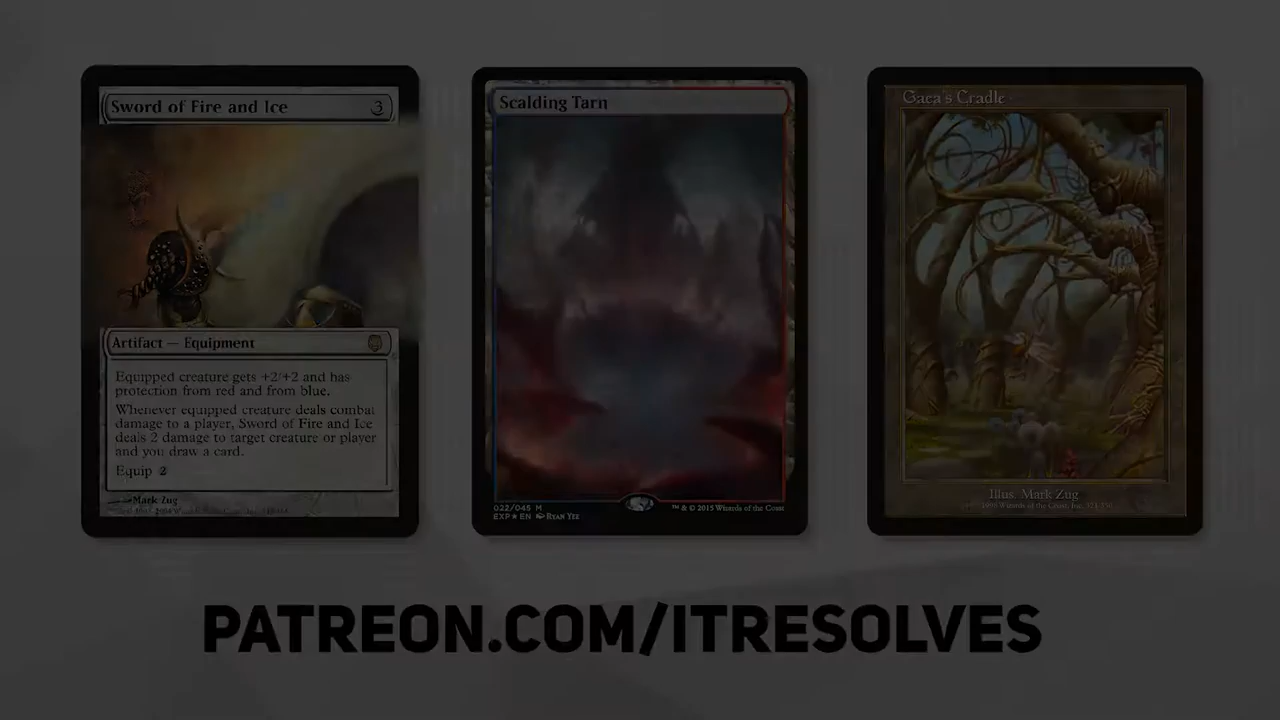 Sword of Fire and Ice 3
Artifact — Equipment
Equipped creature gets +2/+2 and has
protection from red and from blue.
Whenever equipped creature deals combat
damage to a player, Sword of Fire and Ice
deals 2 damage to target creature or player
and you draw a card.
Equip 2
Mark Zug
Scalding Tarn
022/045 M
EXP ★ EN Ryan Yee
™ & © 2015 Wizards of the Coast
Gaea's Cradle
Illus. Mark Zug
PATREON.COM/ITRESOLVES